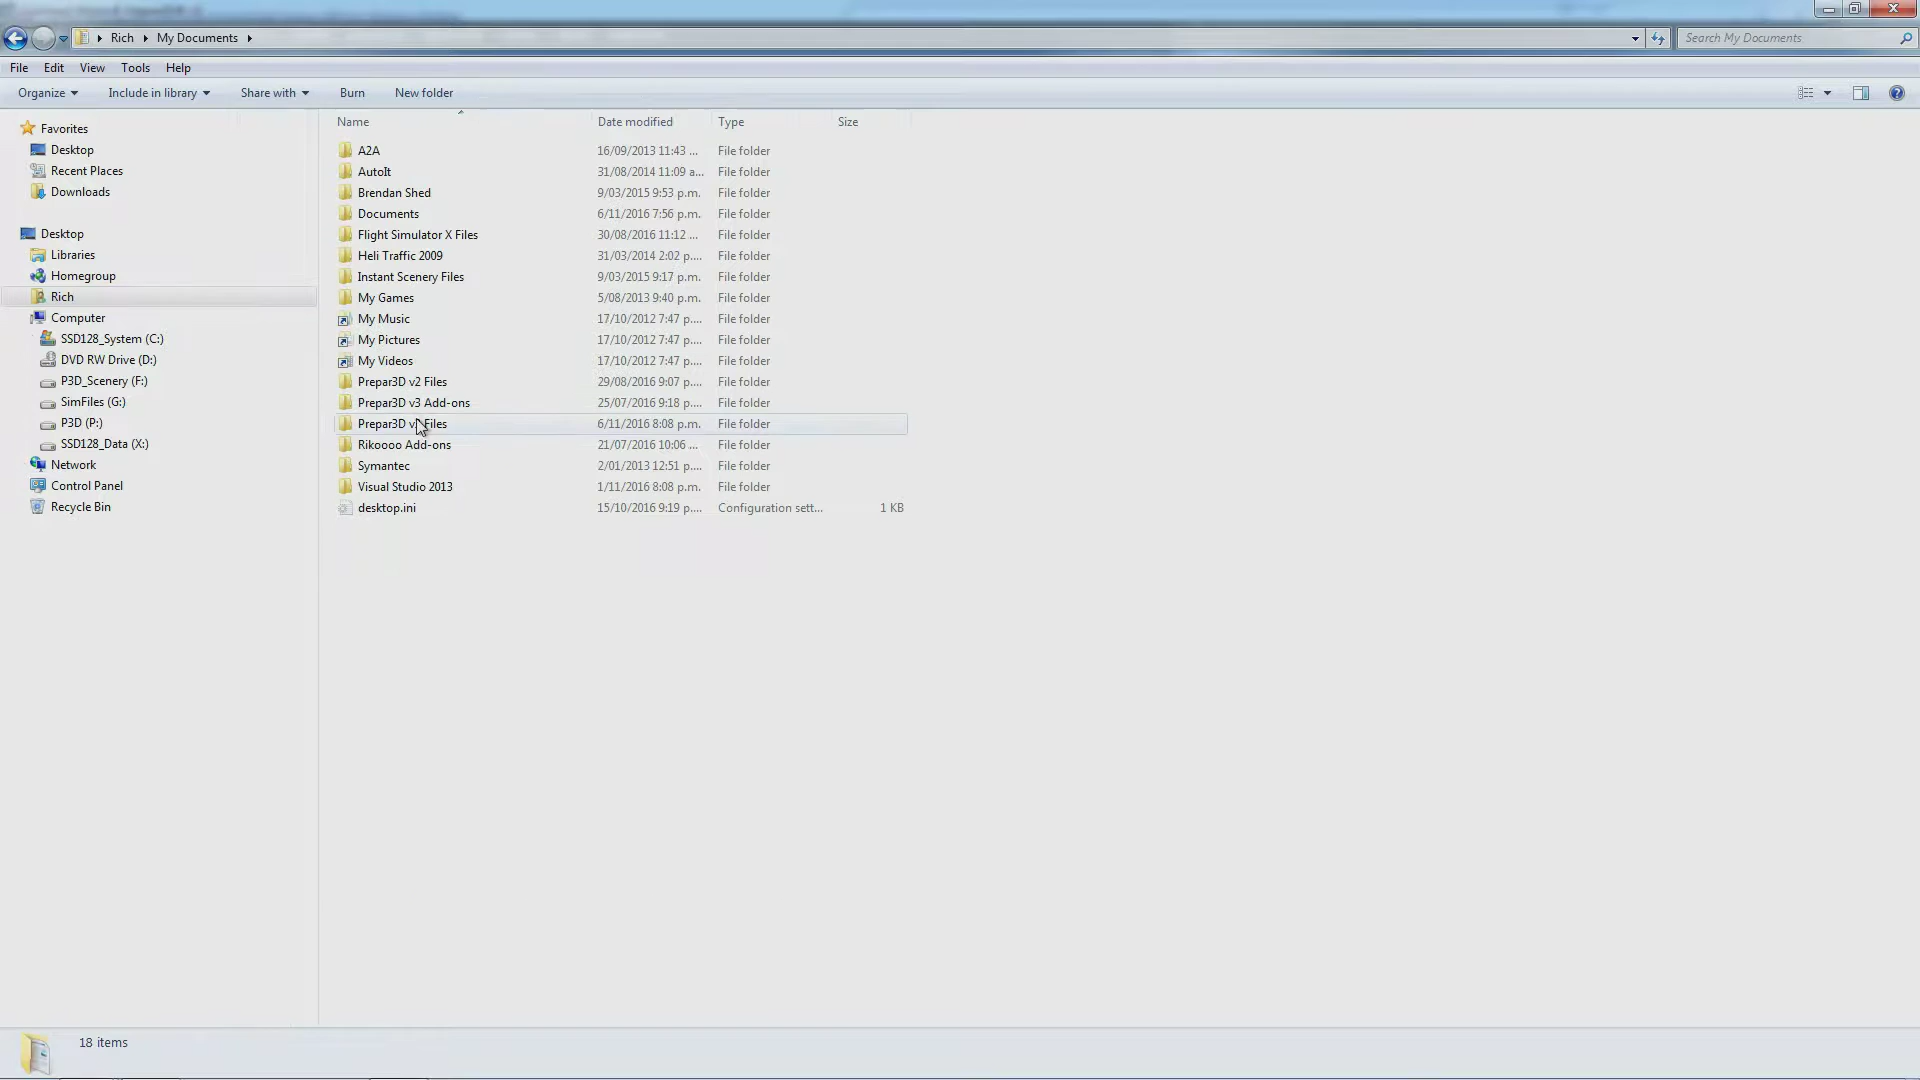 Rich My Documents
Search My Documents
File Edit View Tools Help
Organize Include in library Share with Burn New folder
Name Date modified Type Size
Favorites
Desktop
Recent Places
Downloads
Desktop
Libraries
Homegroup
Rich
Computer
SSD128_System (C:)
DVD RW Drive (D:)
P3D_Scenery (F:)
SimFiles (G:)
P3D (P:)
SSD128_Data (X:)
Network
Control Panel
Recycle Bin
A2A 16/09/2013 11:43 ... File folder
AutoIt 31/08/2014 11:09 a... File folder
Brendan Shed 9/03/2015 9:53 p.m. File folder
Documents 6/11/2016 7:56 p.m. File folder
Flight Simulator X Files 30/08/2016 11:12 ... File folder
Heli Traffic 2009 31/03/2014 2:02 p.... File folder
Instant Scenery Files 9/03/2015 9:17 p.m. File folder
My Games 5/08/2013 9:40 p.m. File folder
My Music 17/10/2012 7:47 p.... File folder
My Pictures 17/10/2012 7:47 p.... File folder
My Videos 17/10/2012 7:47 p.... File folder
Prepar3D v2 Files 29/08/2016 9:07 p.... File folder
Prepar3D v3 Add-ons 25/07/2016 9:18 p.... File folder
Prepar3D Files 6/11/2016 8:08 p.m. File folder
Rikoooo Add-ons 21/07/2016 10:06 ... File folder
Symantec 2/01/2013 12:51 p.... File folder
Visual Studio 2013 1/11/2016 8:08 p.m. File folder
desktop.ini 15/10/2016 9:19 p.... Configuration sett... 1 KB
18 items